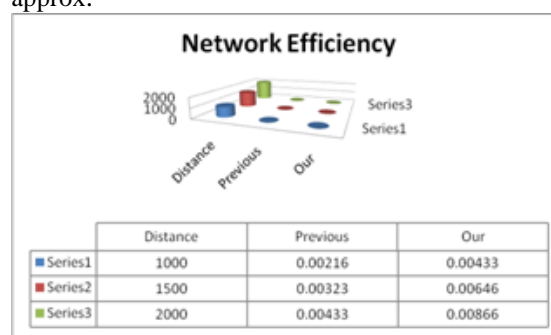 approx.
Network Efficiency
2000
1000
0
Series3
Series1
Distance
Previous
Our
Distance Previous Our
Series1 1000 0.00216 0.00433
Series2 1500 0.00323 0.00646
Series3 2000 0.00433 0.00866